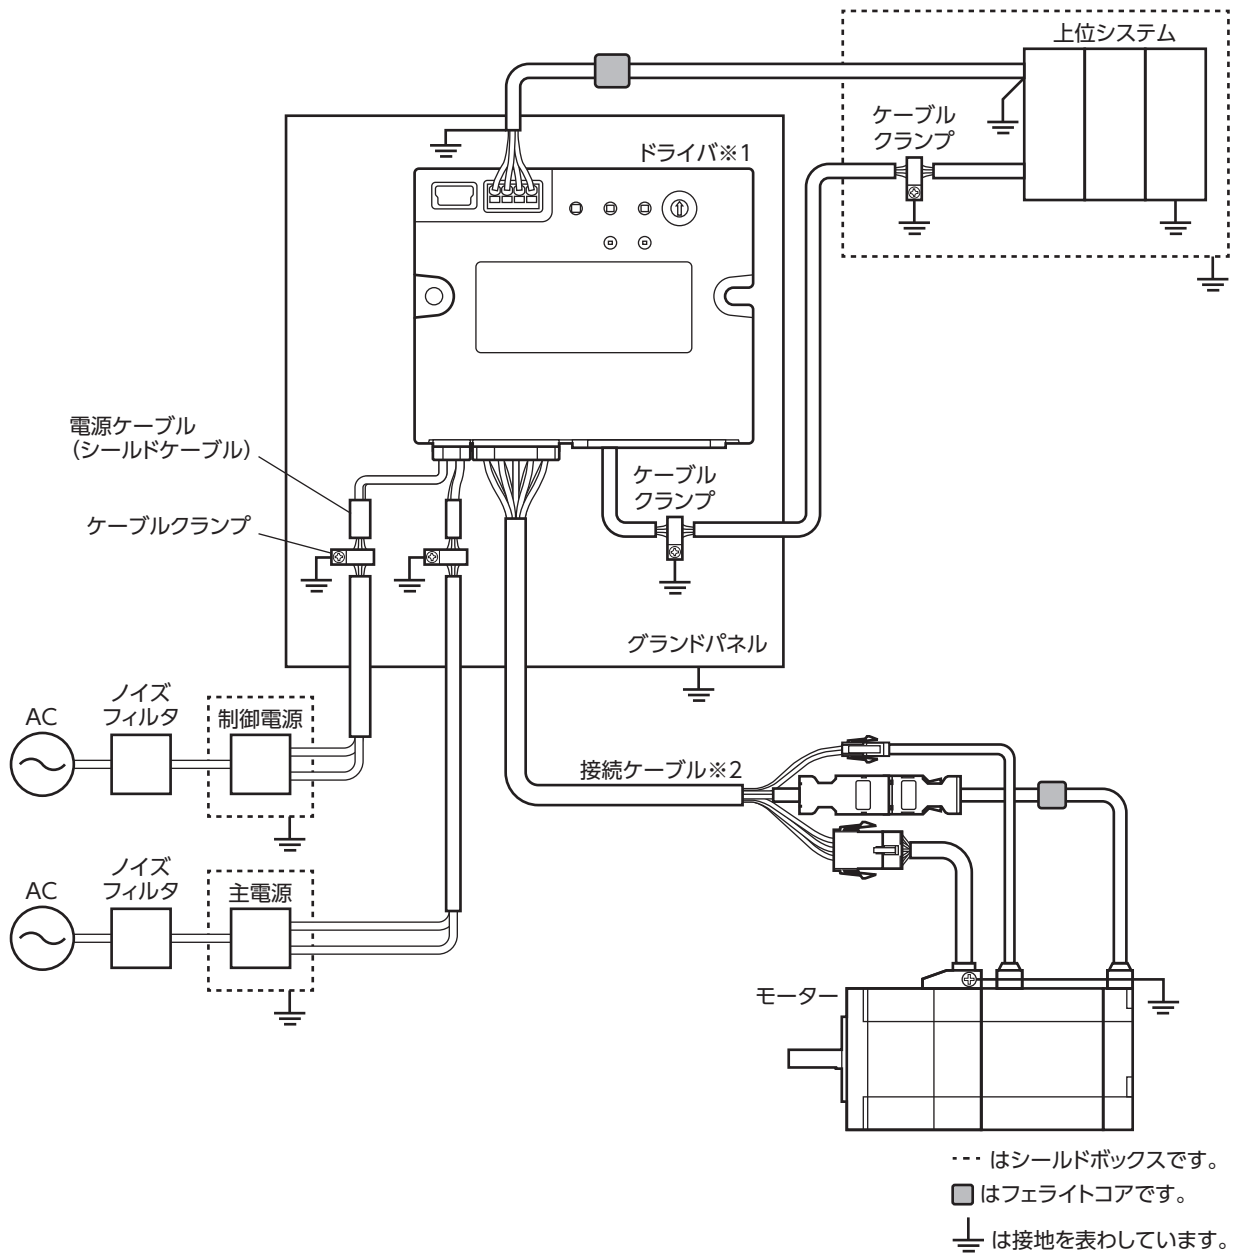 上位システム
ケーブル
クランプ
ドライバ※1
電源ケーブル
(シールドケーブル)
ケーブル
クランプ
ケーブルクランプ
グランドパネル
AC
ノイズ
フィルタ
制御電源
接続ケーブル※2
AC
ノイズ
フィルタ
主電源
モーター
はシールドボックスです。
はフェライトコアです。
は接地を表わしています。